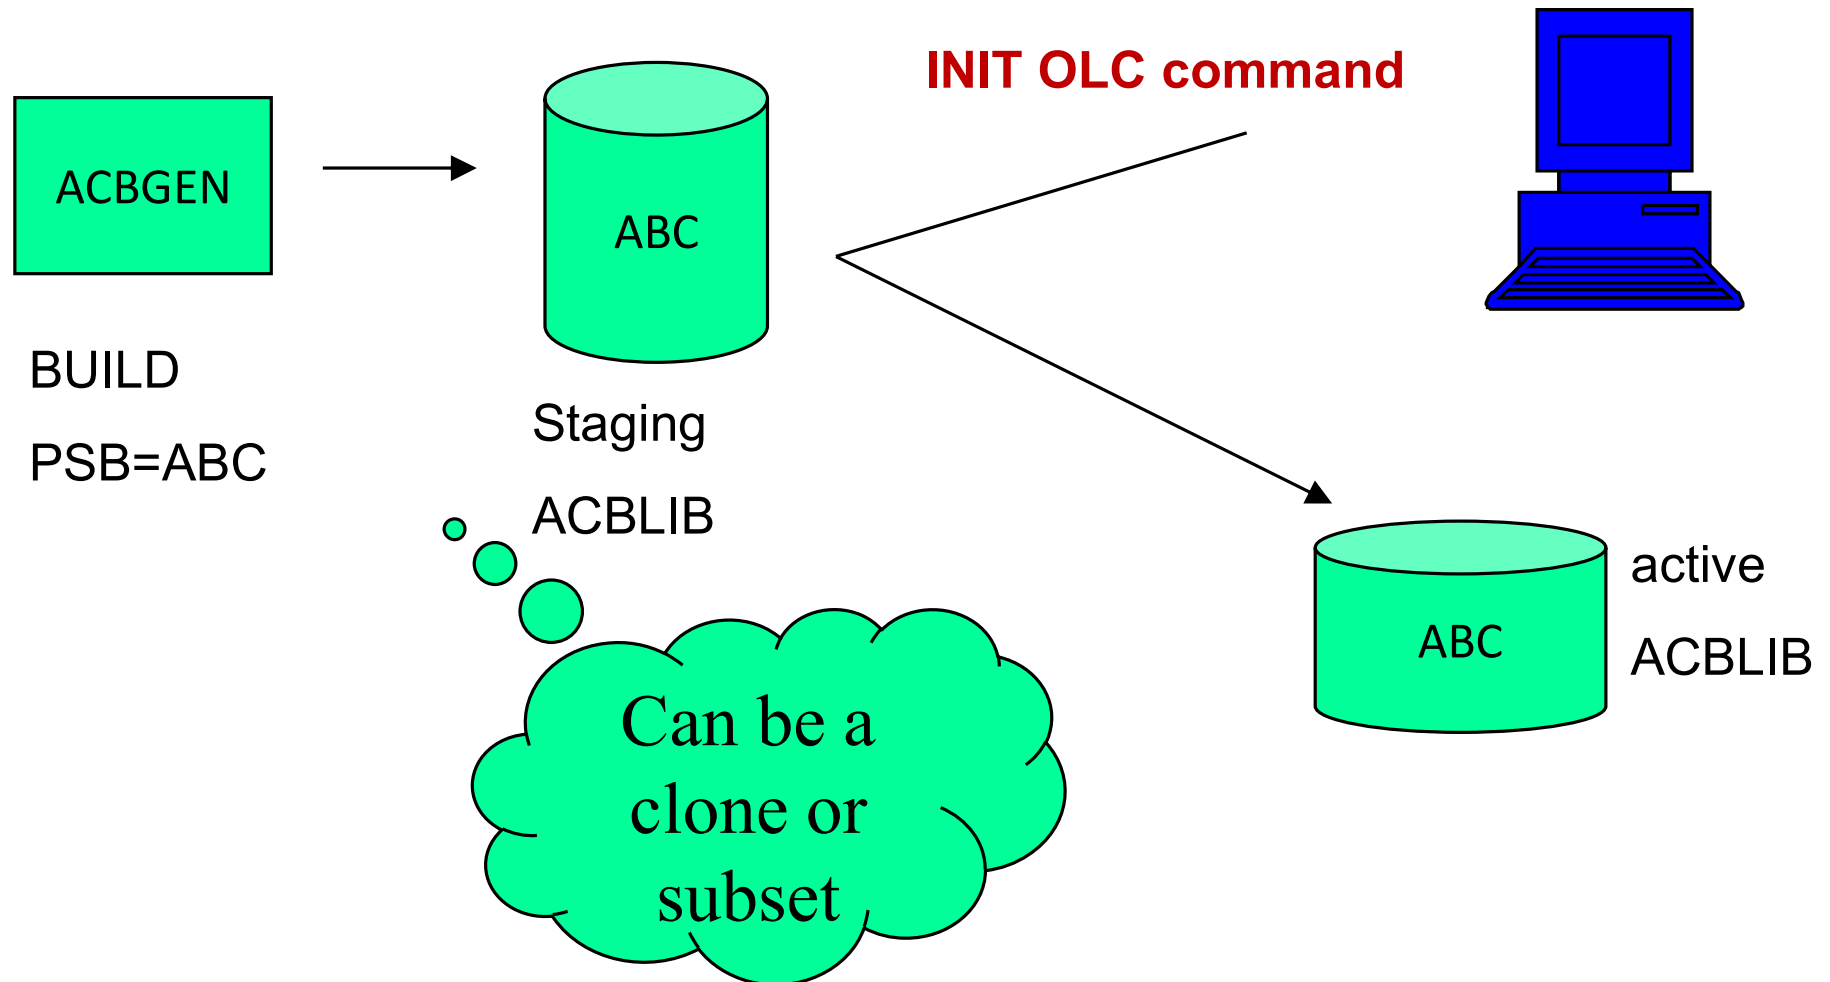 INIT OLC command
ACBGEN
ABC
BUILD
PSB=ABC
Staging
ACBLIB
Can be a
clone or
subset
ABC
active
ACBLIB